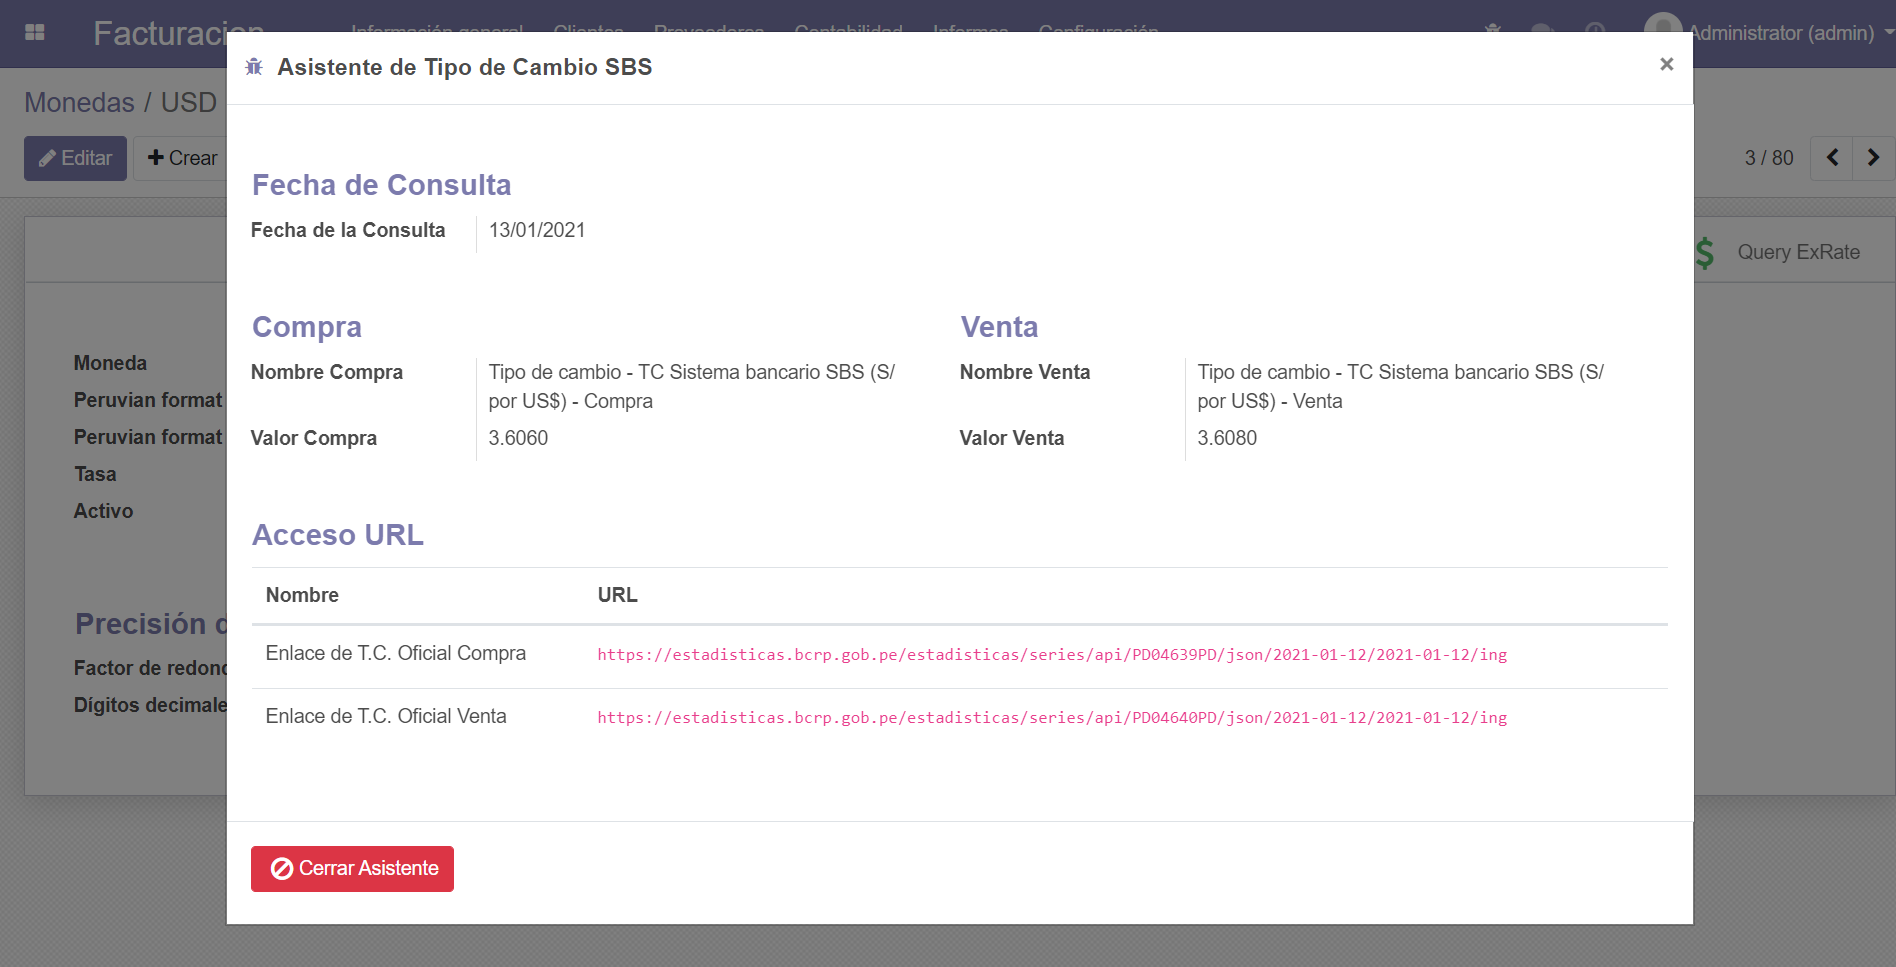 Facturacion
Información general Clientes Proveedores Contabilidad Informes Configuración
Administrator (admin)
Asistente de Tipo de Cambio SBS
×
Monedas / USD
Editar
Crear
3 / 80
Fecha de Consulta
Fecha de la Consulta 13/01/2021
Query ExRate
Compra
Nombre Compra Tipo de cambio - TC Sistema bancario SBS (S/
por US$) - Compra
Valor Compra 3.6060
Venta
Nombre Venta Tipo de cambio - TC Sistema bancario SBS (S/
por US$) - Venta
Valor Venta 3.6080
Moneda
Peruvian format
Peruvian format
Tasa
Activo
Acceso URL
Nombre URL
Enlace de T.C. Oficial Compra https://estadisticas.bcrp.gob.pe/estadisticas/series/api/PD04639PD/json/2021-01-12/2021-01-12/ing
Enlace de T.C. Oficial Venta https://estadisticas.bcrp.gob.pe/estadisticas/series/api/PD04640PD/json/2021-01-12/2021-01-12/ing
Precisión
Factor de
Dígitos
Cerrar Asistente